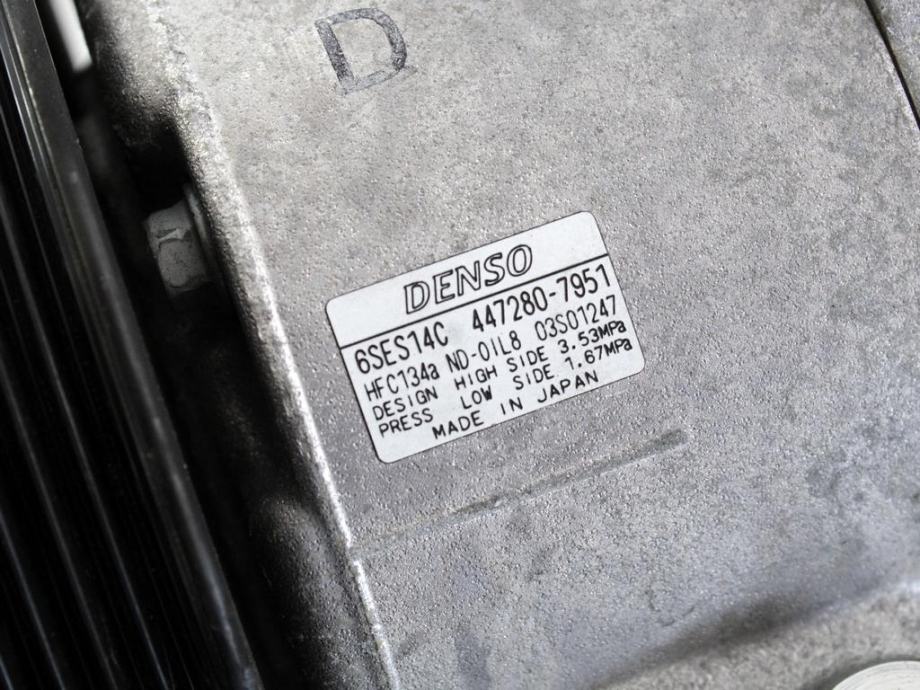 D
DENSO
6SES14C 447280-7951
HFC134a ND-OIL8 03S01247
DESIGN HIGH SIDE 3.53MPa
PRESS LOW SIDE 1.67MPa
MADE IN JAPAN